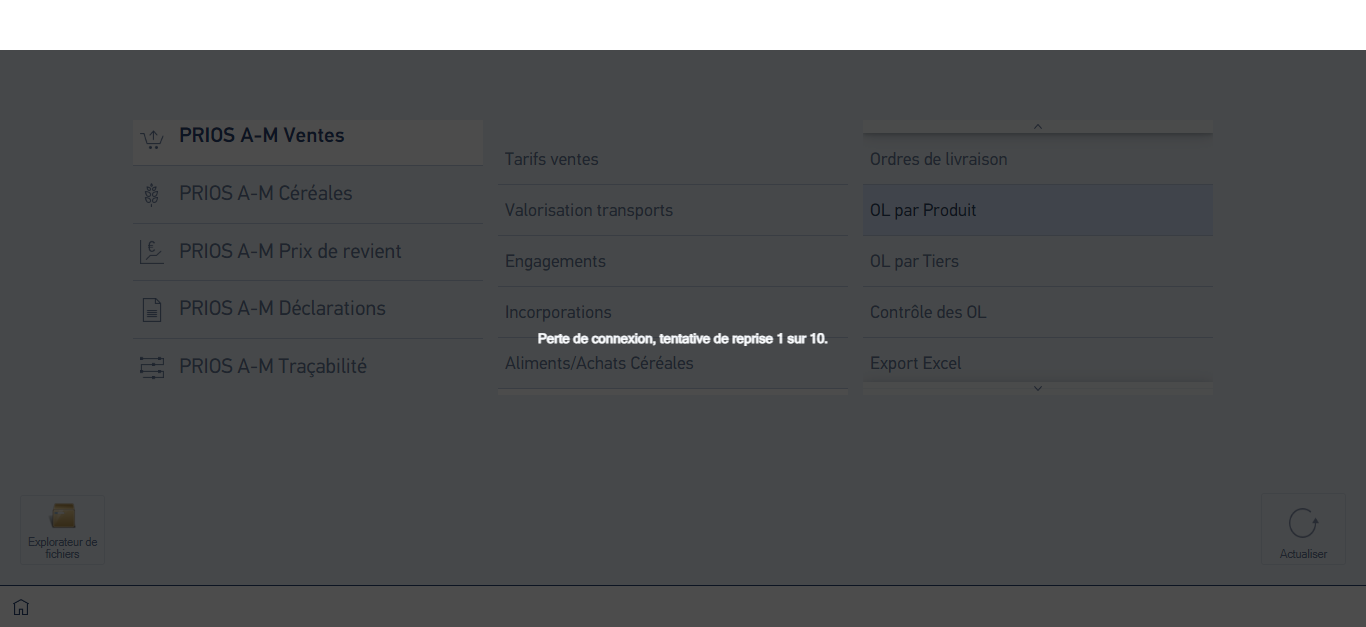 PRIOS A-M Ventes
PRIOS A-M Céréales
PRIOS A-M Prix de revient
PRIOS A-M Déclarations
PRIOS A-M Traçabilité
Tarifs ventes
Valorisation transports
Engagements
Incorporations
Aliments/Achats Céréales
Ordres de livraison
OL par Produit
OL par Tiers
Contrôle des OL
Export Excel
Perte de connexion, tentative de reprise 1 sur 10.
Explorateur de
fichiers
Actualiser